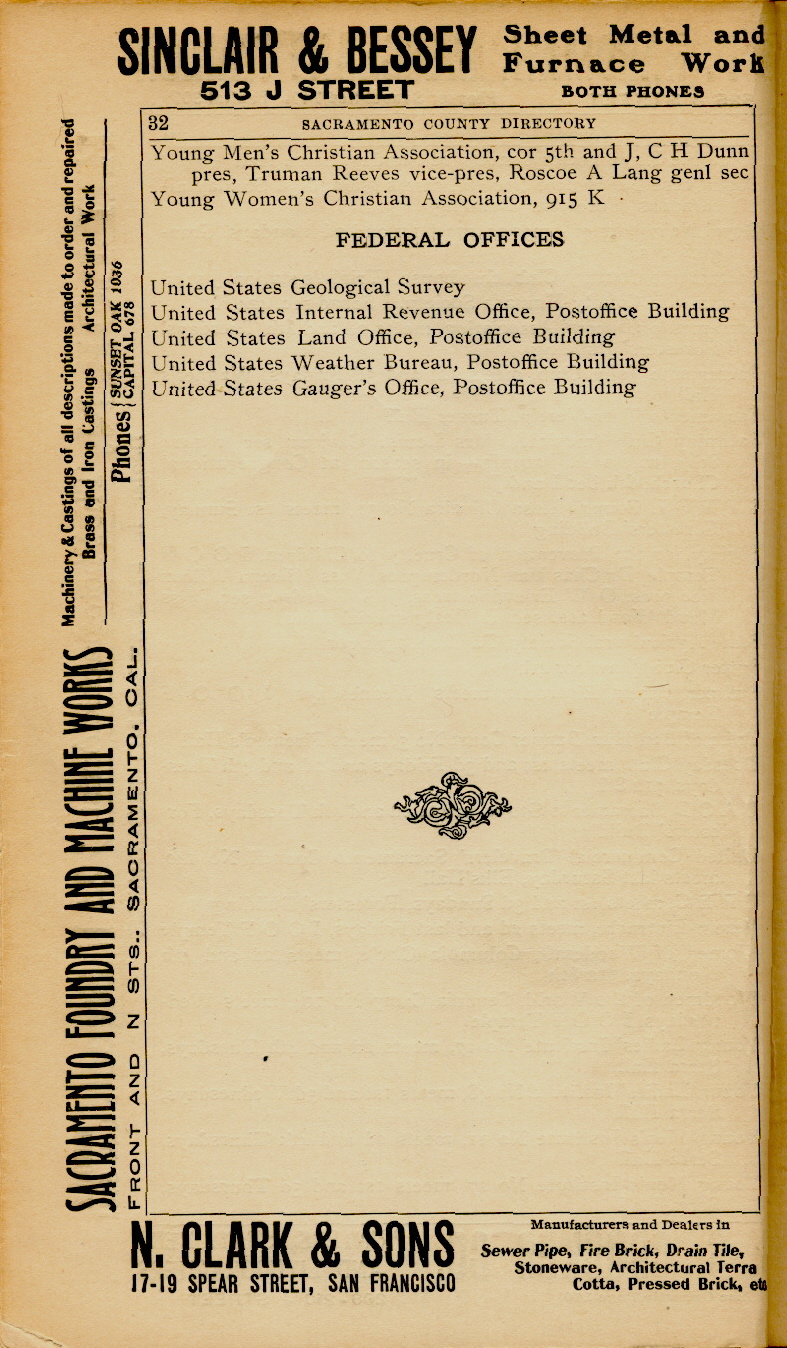 SINCLAIR & BESSEY
513 J STREET
Sheet Metal and
Furnace Work
BOTH PHONES
32 SACRAMENTO COUNTY DIRECTORY
Young Men's Christian Association, cor 5th and J, C H Dunn
pres, Truman Reeves vice-pres, Roscoe A Lang genl sec
Young Women's Christian Association, 915 K
FEDERAL OFFICES
United States Geological Survey
United States Internal Revenue Office, Postoffice Building
United States Land Office, Postoffice Building
United States Weather Bureau, Postoffice Building
United States Gauger's Office, Postoffice Building
SACRAMENTO FOUNDRY AND MACHINE WORKS
FRONT AND N STS., SACRAMENTO, CAL.
Machinery & Castings of all descriptions made to order and repaired
Brass and Iron Castings Architectural Work
Phones { SUNSET OAK 1036
CAPITAL 678
N. CLARK & SONS
17-19 SPEAR STREET, SAN FRANCISCO
Manufacturers and Dealers in
Sewer Pipe, Fire Brick, Drain Tile,
Stoneware, Architectural Terra
Cotta, Pressed Brick, etc